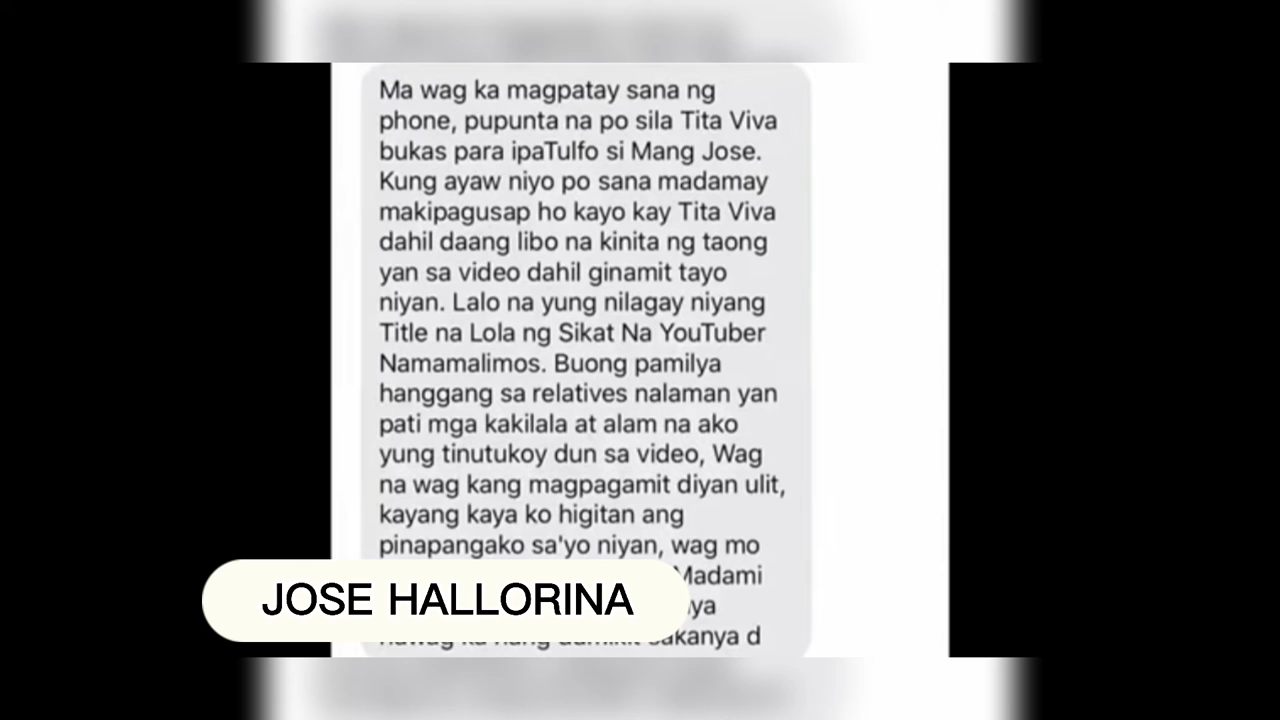 Ma wag ka magpatay sana ng
phone, pupunta na po sila Tita Viva
bukas para ipaTulfo si Mang Jose.
Kung ayaw niyo po sana madamay
makipagusap ho kayo kay Tita Viva
dahil daang libo na kinita ng taong
yan sa video dahil ginamit tayo
niyan. Lalo na yung nilagay niyang
Title na Lola ng Sikat Na YouTuber
Namamalimos. Buong pamilya
hanggang sa relatives nalaman yan
pati mga kakilala at alam na ako
yung tinutukoy dun sa video, Wag
na wag kang magpagamit diyan ulit,
kayang kaya ko higitan ang
pinapangako sa'yo niyan, wag mo
Madami
JOSE HALLORINA
sakanya d